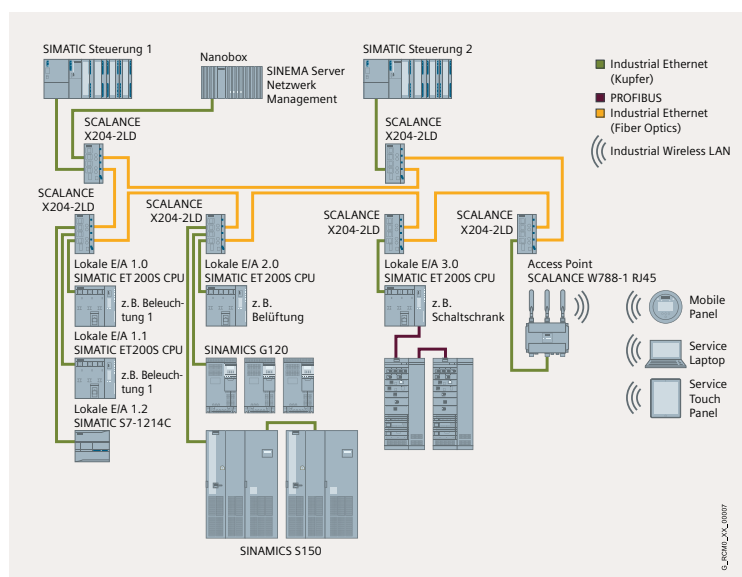 SIMATIC Steuerung 1
Nanobox
SINEMA Server
Netzwerk
Management
SIMATIC Steuerung 2
Industrial Ethernet
(Kupfer)
PROFIBUS
Industrial Ethernet
(Fiber Optics)
Industrial Wireless LAN
SCALANCE
X204-2LD
SCALANCE
X204-2LD
SCALANCE
X204-2LD
SCALANCE
X204-2LD
SCALANCE
X204-2LD
SCALANCE
X204-2LD
Lokale E/A 1.0
SIMATIC ET 200S CPU
z. B. Beleuch-
tung 1
Lokale E/A 1.1
SIMATIC ET200S CPU
z.B. Beleuch-
tung 1
Lokale E/A 1.2
SIMATIC S7-1214C
Lokale E/A 2.0
SIMATIC ET 200S CPU
z. B.
Belüftung
SINAMICS G120
SINAMICS S150
Lokale E/A 3.0
SIMATIC ET 200S CPU
z. B.
Schaltschrank
Access Point
SCALANCE W788-1 RJ45
Mobile
Panel
Service
Laptop
Service
Touch
Panel
G_RCM0_XX_00007